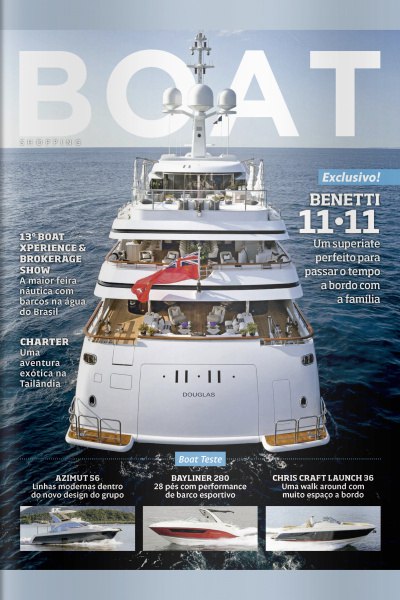 BOAT
SHOPPING
Exclusivo!
BENETTI
11•11
Um superiate
perfeito para
passar o tempo
a bordo com
a família
13º BOAT
XPERIENCE &
BROKERAGE
SHOW
A maior feira
náutica com
barcos na água
do Brasil
CHARTER
Uma
aventura
exótica na
Tailândia
·11·11·
DOUGLAS
Boat Teste
AZIMUT 56
Linhas modernas dentro
do novo design do grupo
BAYLINER 280
28 pés com performance
de barco esportivo
CHRIS CRAFT LAUNCH 36
Uma walk around com
muito espaço a bordo